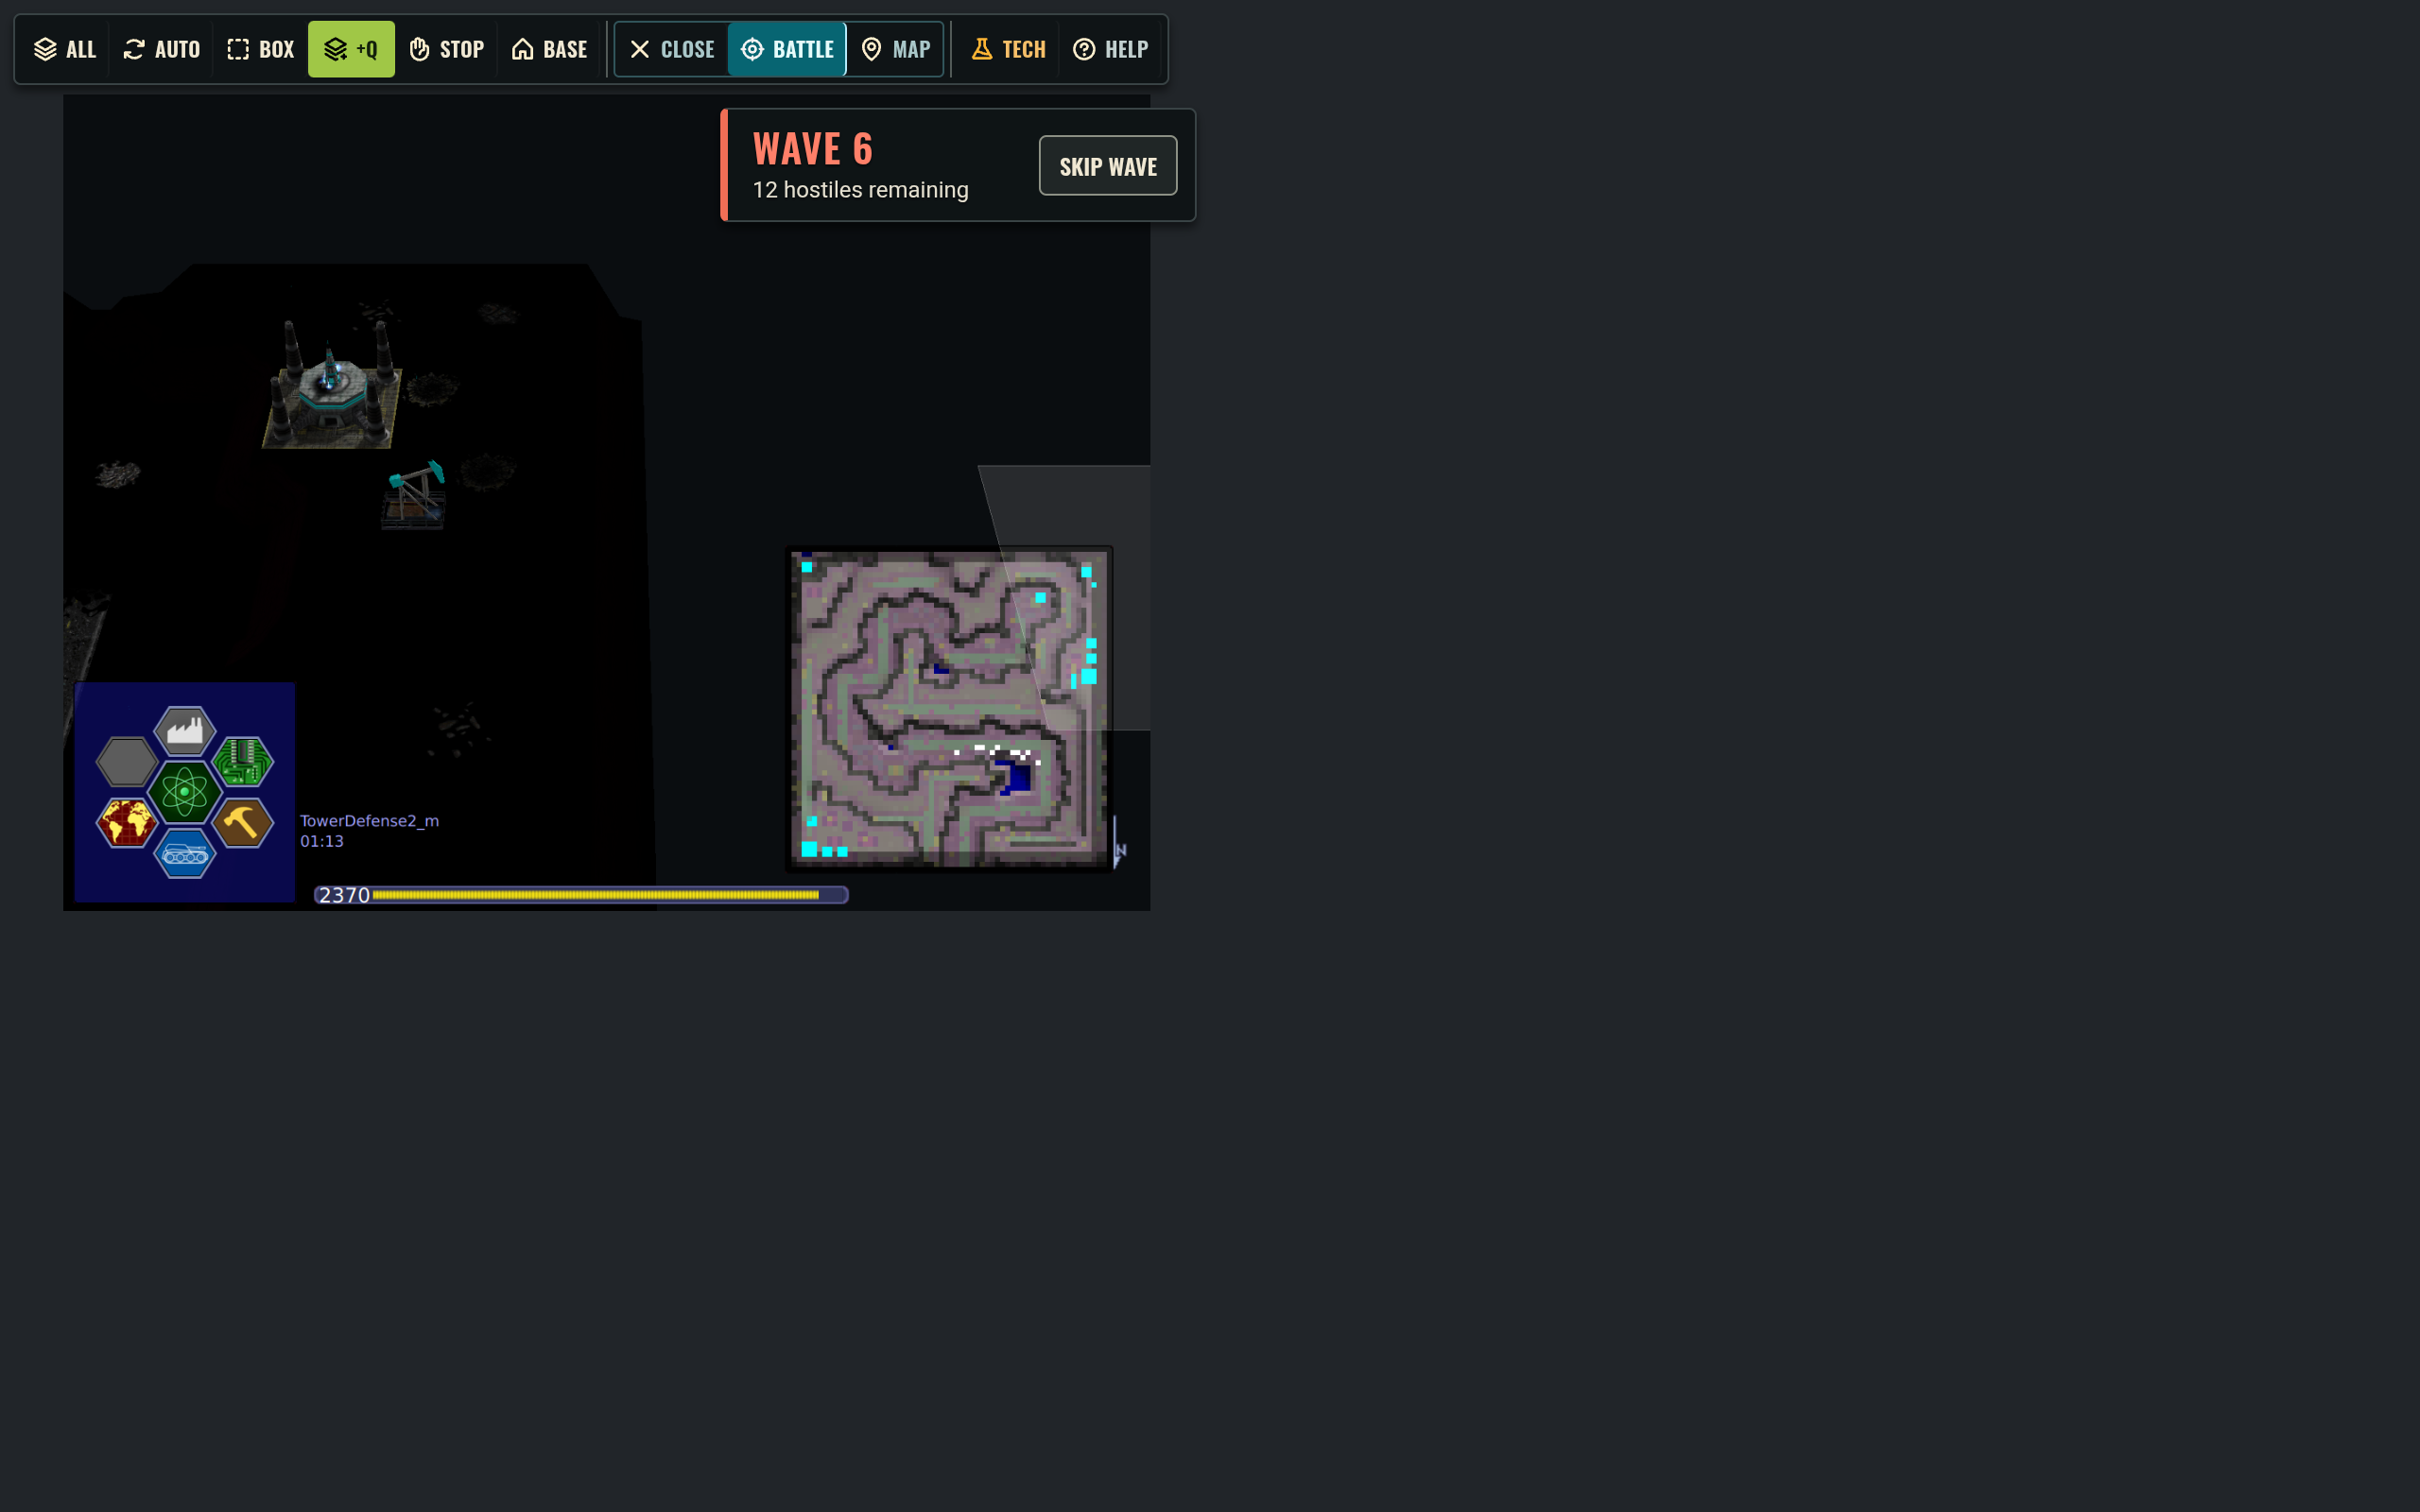 ALL AUTO BOX +Q STOP BASE CLOSE BATTLE MAP TECH HELP
WAVE 6
12 hostiles remaining
SKIP WAVE
TowerDefense2_m
01:13
N
2370